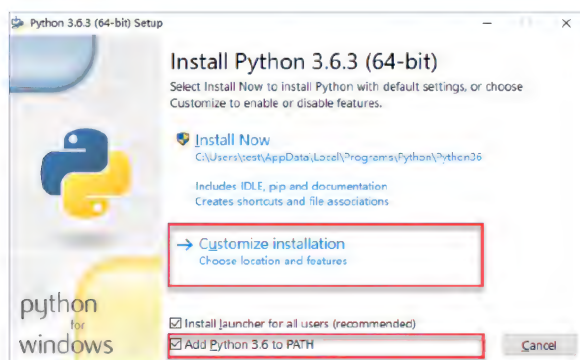 Python 3.6.3 (64-bit) Setup
Install Python 3.6.3 (64-bit)
Select Install Now to install Python with default settings, or choose
Customize to enable or disable features.
Install Now
C:\Users\test\AppData\Local\Programs\Python\Python36
Includes IDLE, pip and documentation
Creates shortcuts and file associations
Customize installation
Choose location and features
python
for
windows
Install launcher for all users (recommended)
Add Python 3.6 to PATH
Cancel